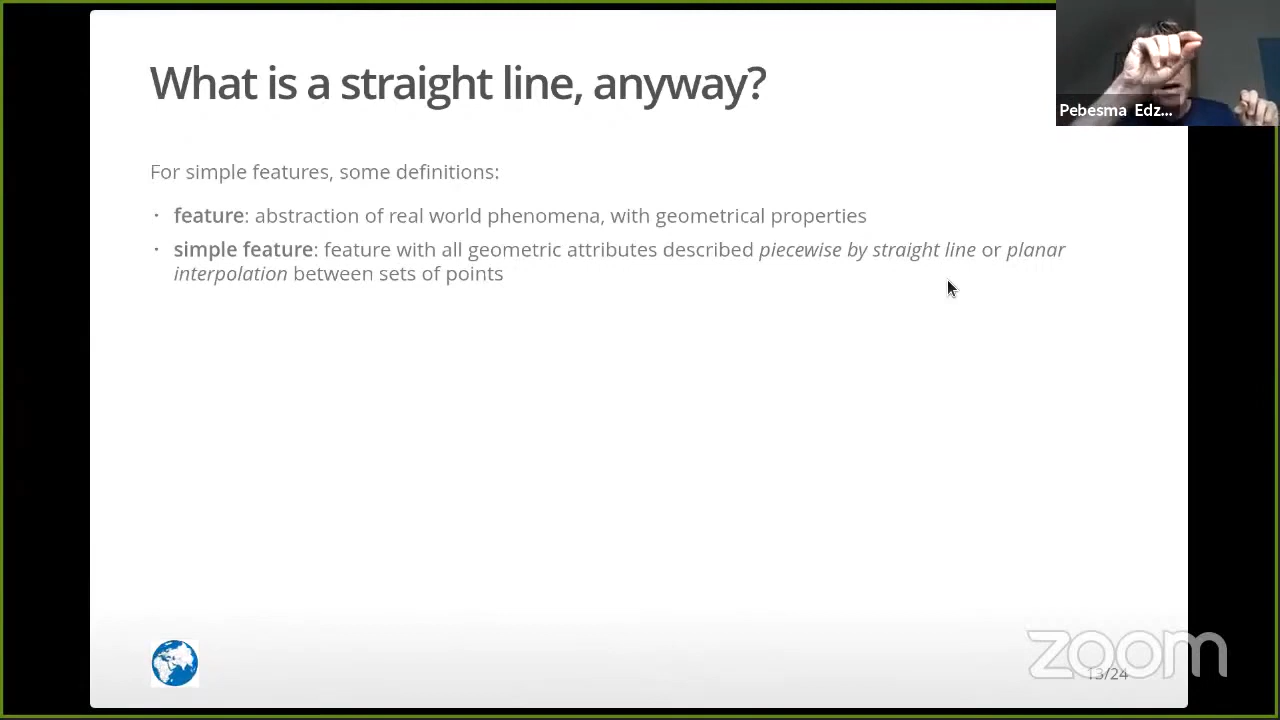 What is a straight line, anyway?
Pebesma Edz...
For simple features, some definitions:
· feature: abstraction of real world phenomena, with geometrical properties
· simple feature: feature with all geometric attributes described piecewise by straight line or planar
interpolation between sets of points
zoom
13/24